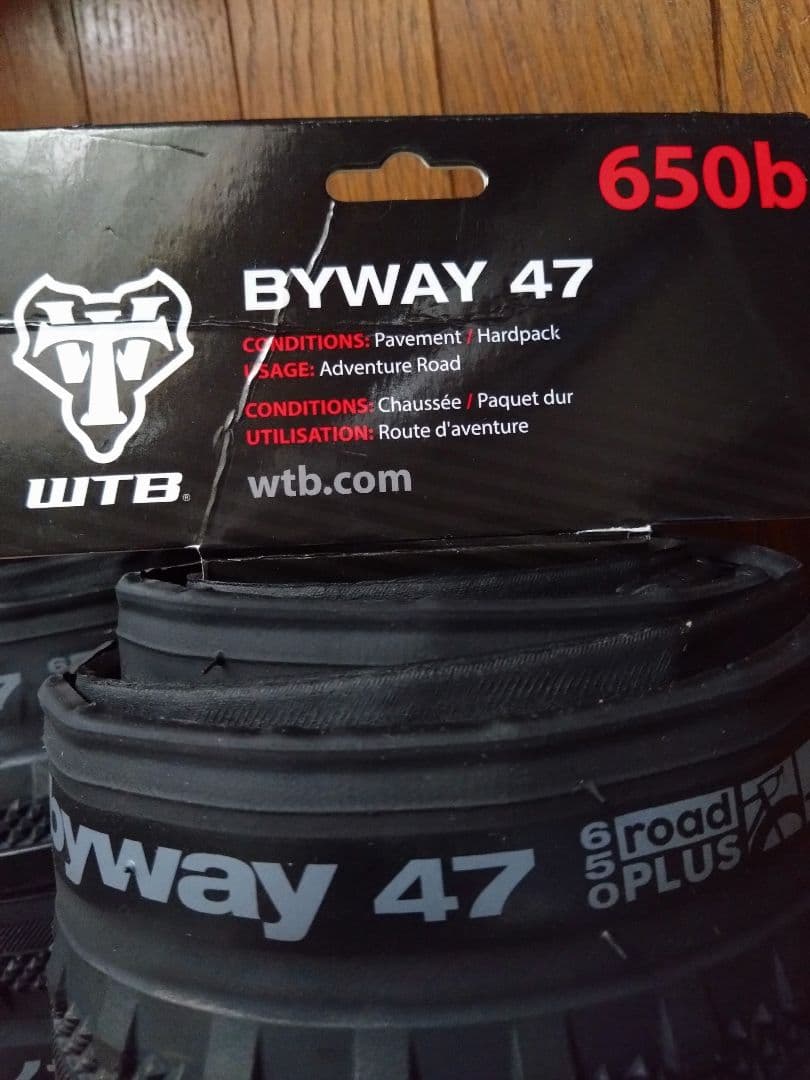 650b
BYWAY 47
CONDITIONS: Pavement / Hardpack
USAGE: Adventure Road
CONDITIONS: Chaussée / Paquet dur
UTILISATION: Route d'aventure
WTB®
wtb.com
7
byway 47
650 road PLUS